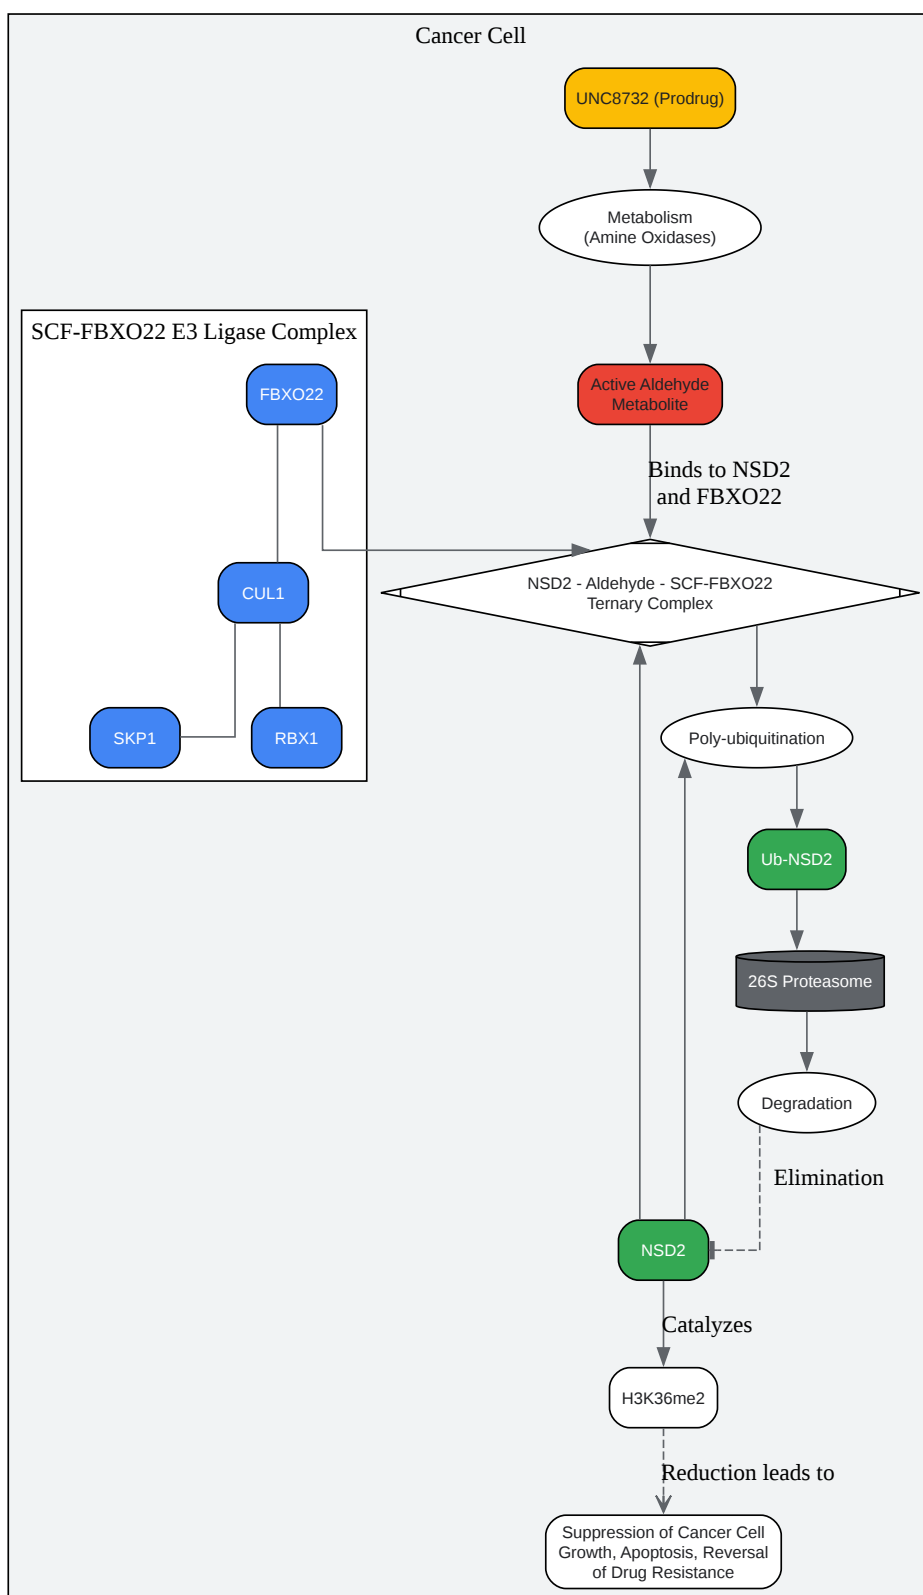 Cancer Cell
UNC8732 (Prodrug)
Metabolism
(Amine Oxidases)
SCF-FBXO22 E3 Ligase Complex
FBXO22
Active Aldehyde
Metabolite
Binds to NSD2
and FBXO22
CUL1
NSD2 - Aldehyde - SCF-FBXO22
Ternary Complex
SKP1
RBX1
Poly-ubiquitination
Ub-NSD2
26S Proteasome
Degradation
Elimination
NSD2
Catalyzes
H3K36me2
Reduction leads to
Suppression of Cancer Cell
Growth, Apoptosis, Reversal
of Drug Resistance